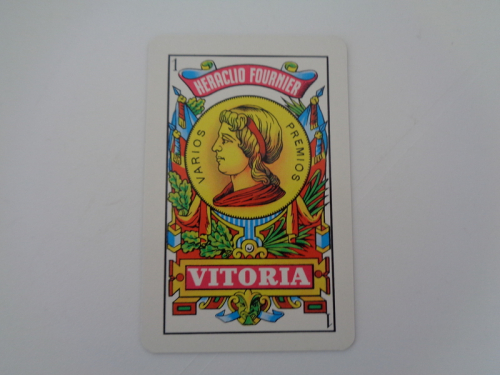 1
HERACLIO FOURNIER
VARIOS PREMIOS
VITORIA
1